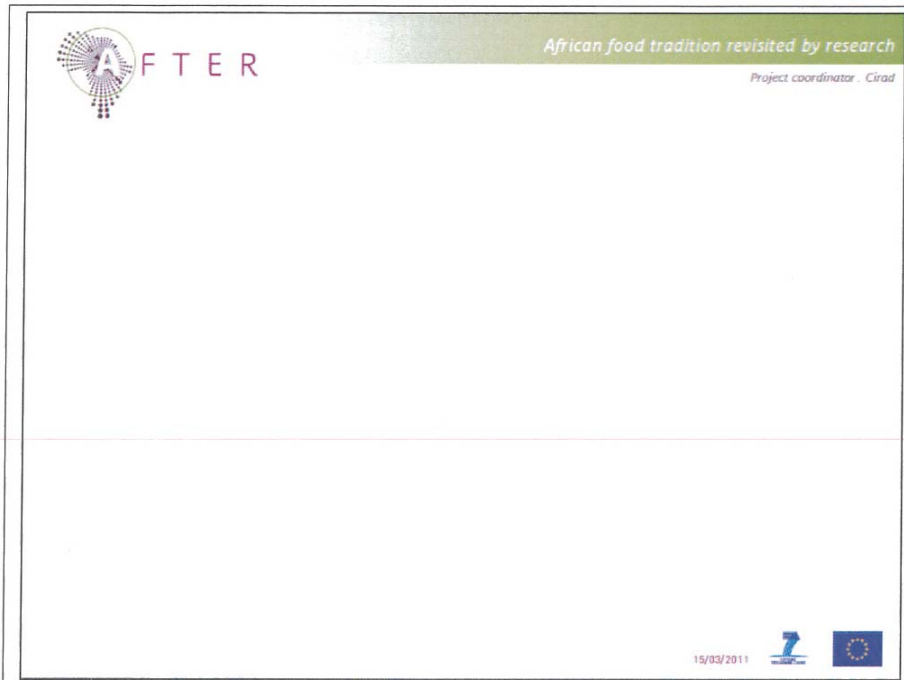 AFTER
African food tradition revisited by research
Project coordinator . Cirad
15/03/2011